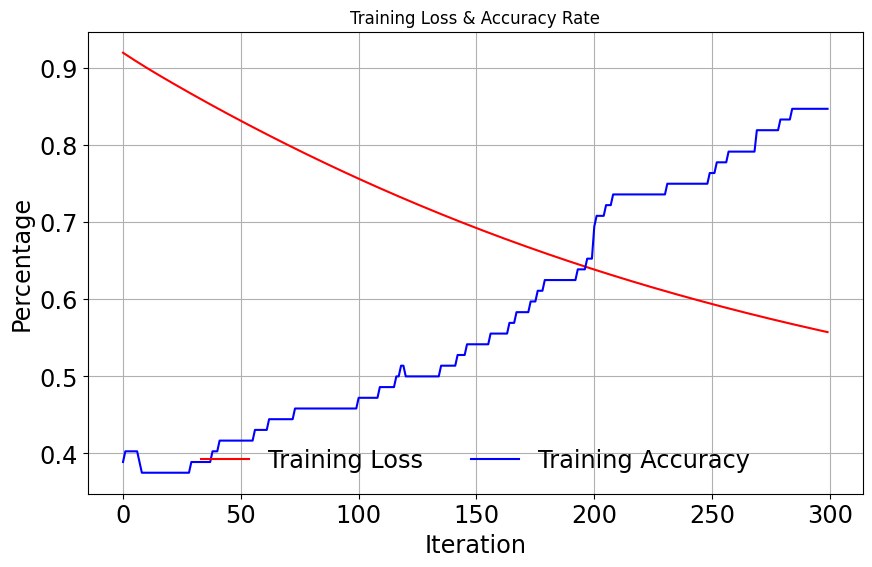 Training Loss & Accuracy Rate
0.9
0.8
0.7
0.6
0.5
0.4
Percentage
Training Loss
Training Accuracy
0 50 100 150 200 250 300
Iteration